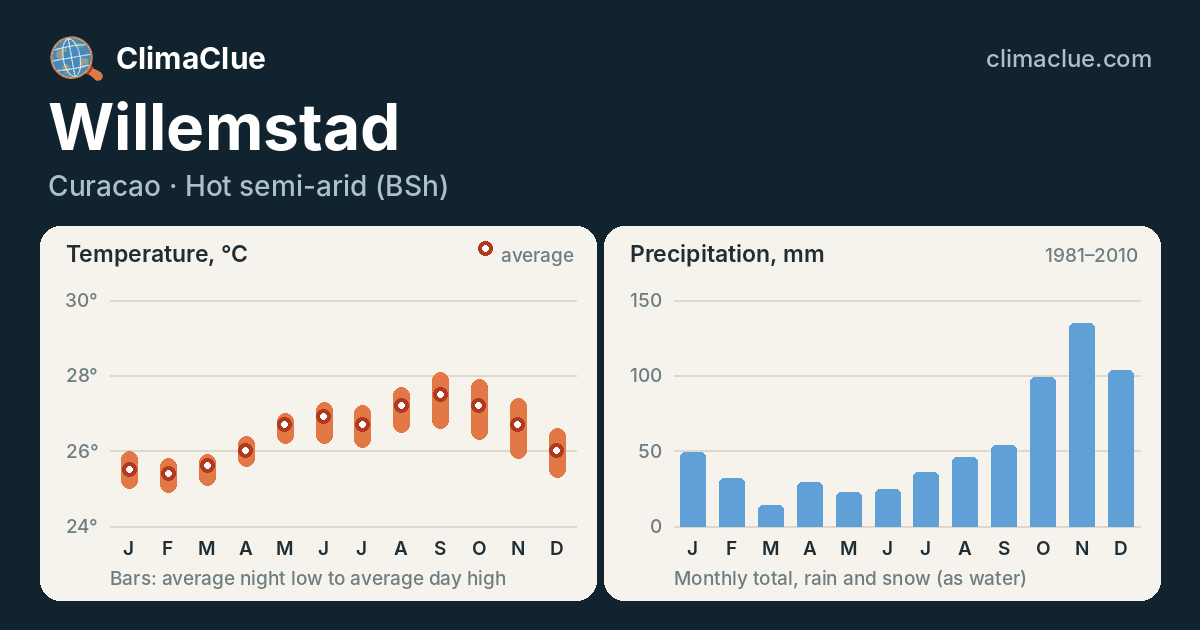 ClimaClue
climaclue.com
Willemstad
Curacao · Hot semi-arid (BSh)
Temperature, °C
average
30°
28°
26°
24°
J F M A M J J A S O N D
Bars: average night low to average day high
Precipitation, mm
1981–2010
150
100
50
0
J F M A M J J A S O N D
Monthly total, rain and snow (as water)